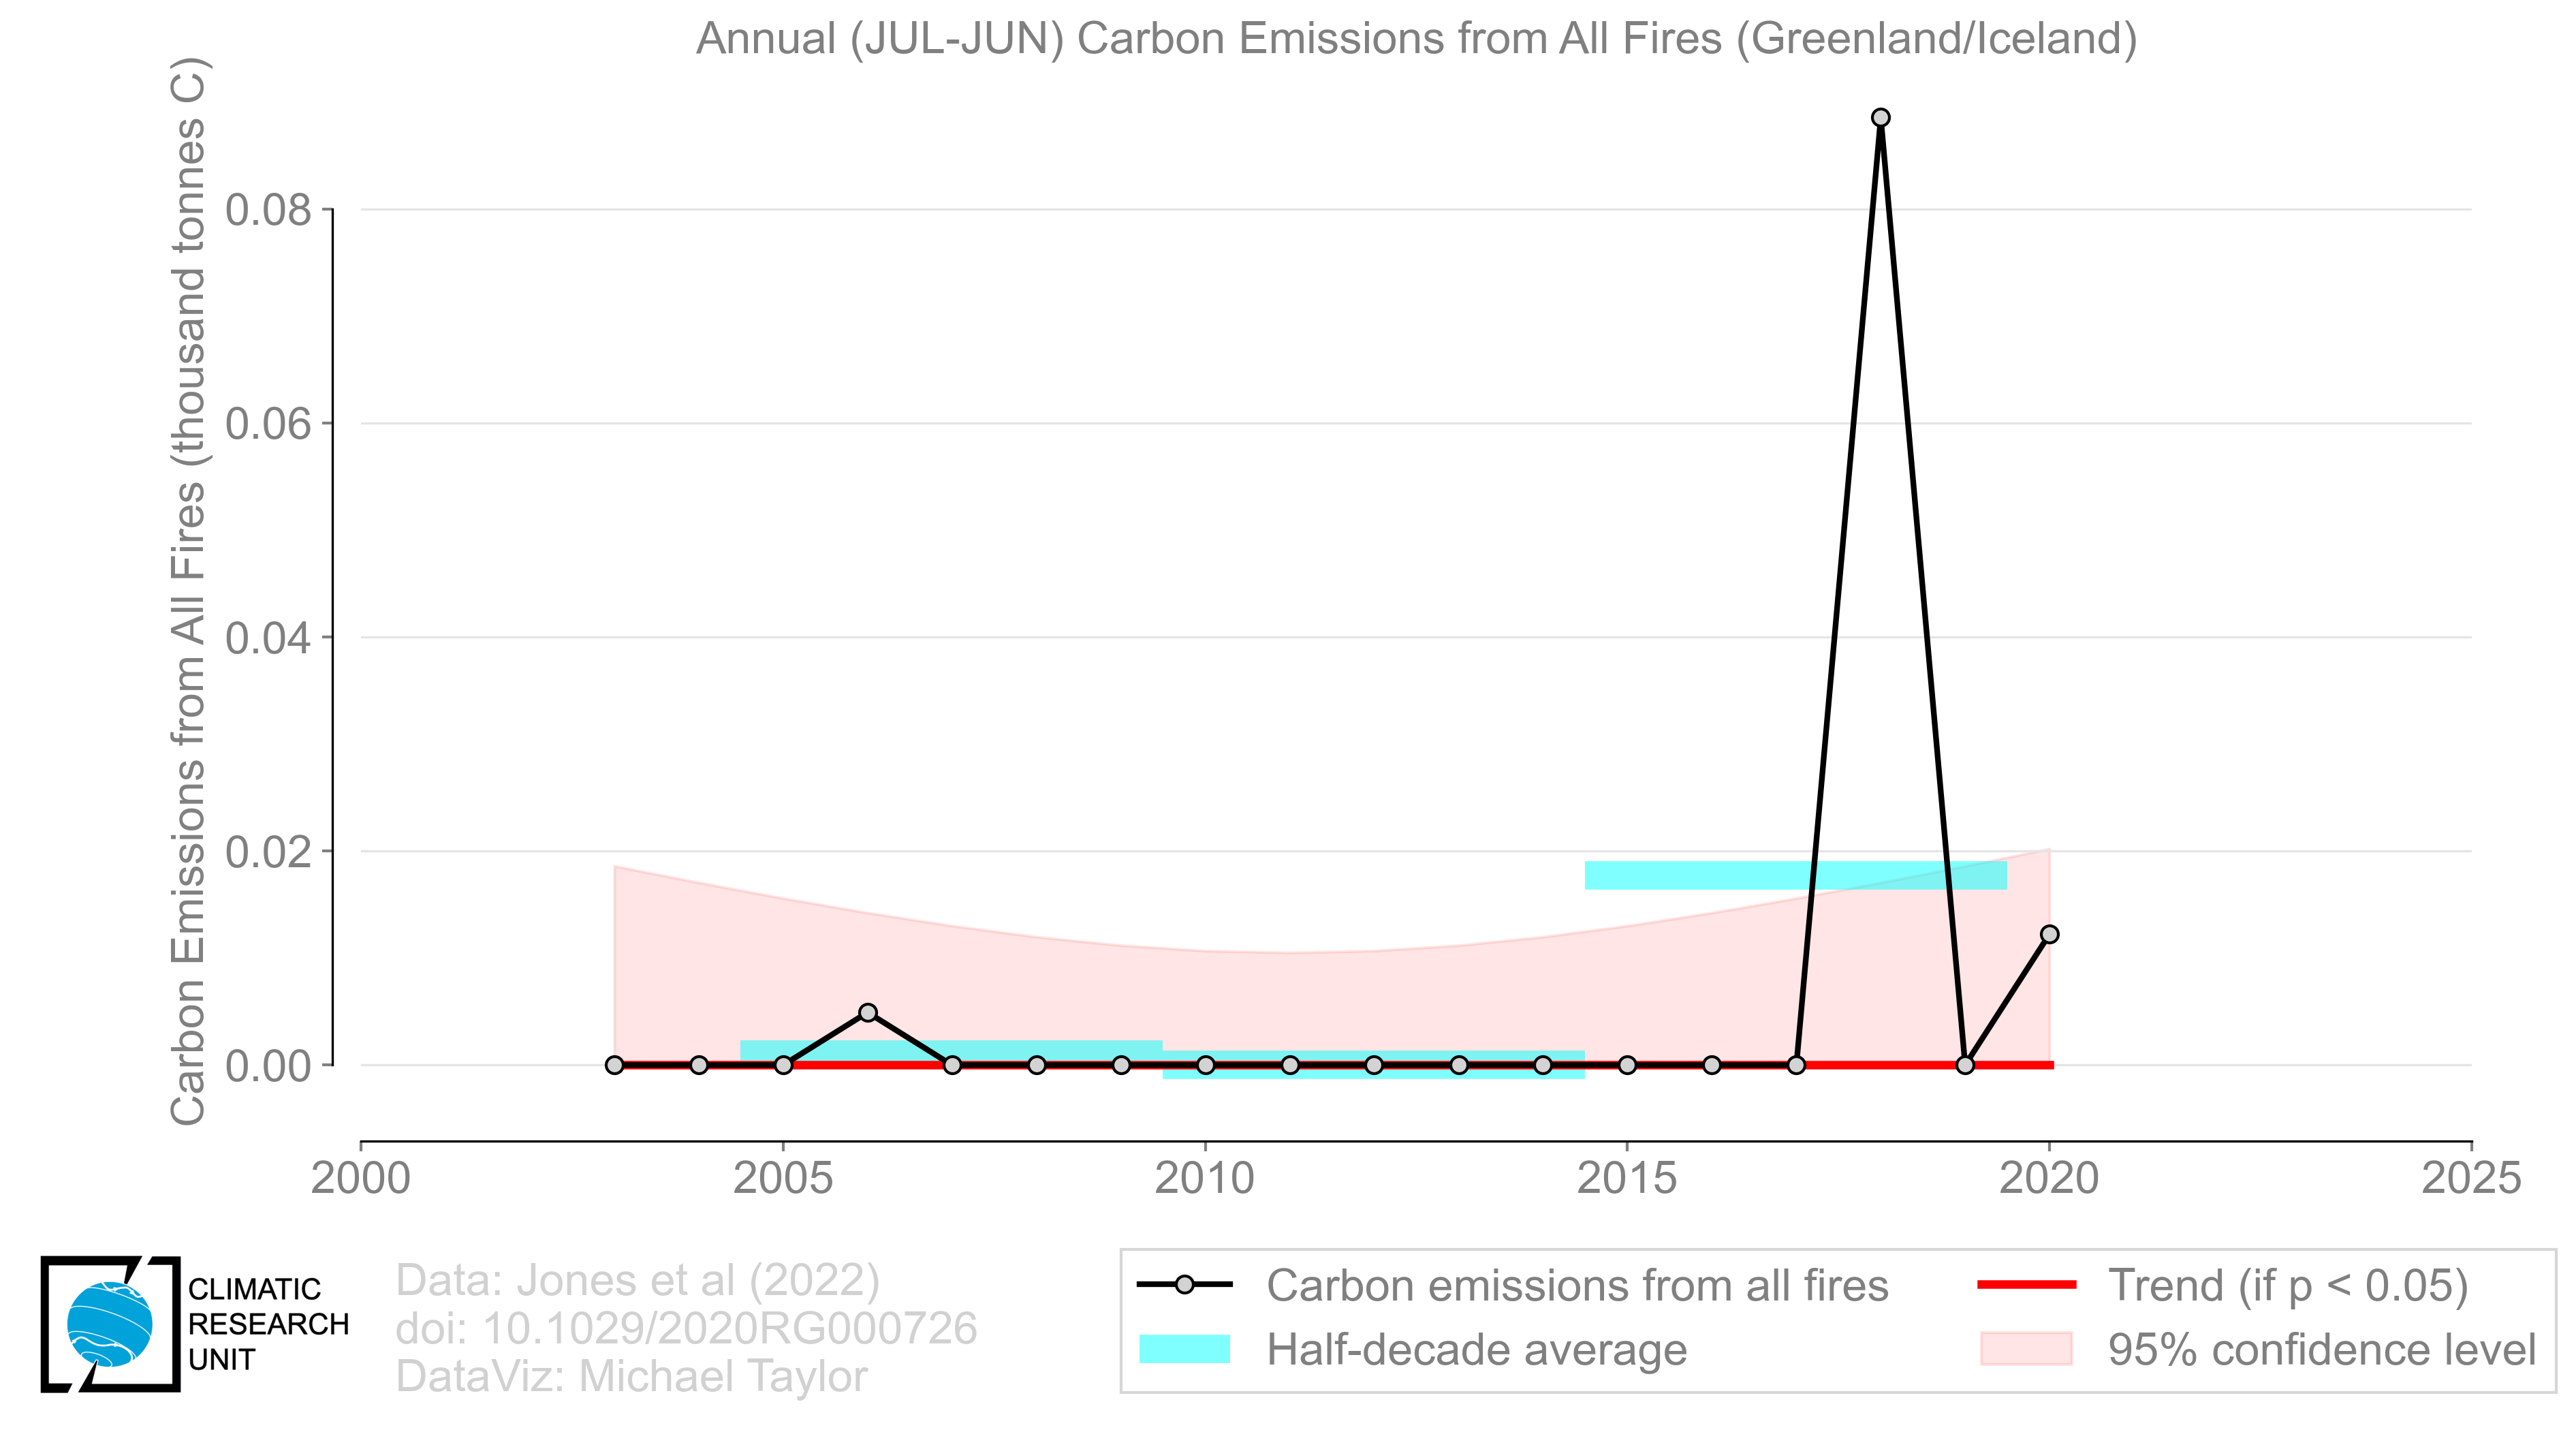 Annual (JUL-JUN) Carbon Emissions from All Fires (Greenland/Iceland)
Carbon Emissions from All Fires (thousand tonnes C)
0.08
0.06
0.04
0.02
0.00
2000
2005
2010
2015
2020
2025
CLIMATIC
RESEARCH
UNIT
Data: Jones et al (2022)
doi: 10.1029/2020RG000726
DataViz: Michael Taylor
Carbon emissions from all fires
Half-decade average
Trend (if p < 0.05)
95% confidence level